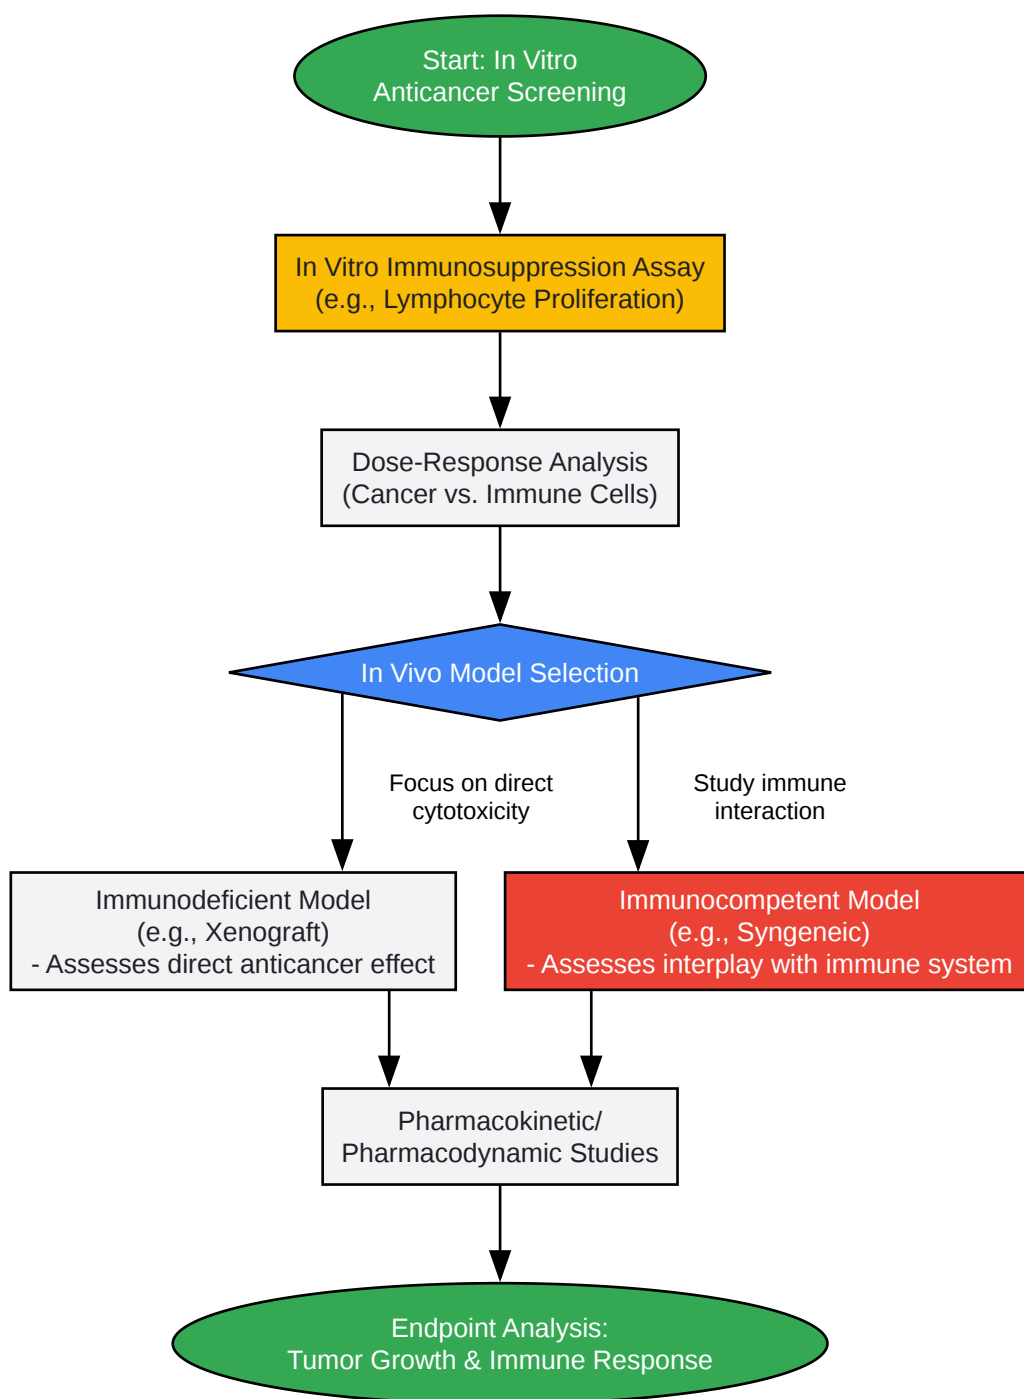 Start: In Vitro
Anticancer Screening
In Vitro Immunosuppression Assay
(e.g., Lymphocyte Proliferation)
Dose-Response Analysis
(Cancer vs. Immune Cells)
In Vivo Model Selection
Focus on direct
cytotoxicity
Study immune
interaction
Immunodeficient Model
(e.g., Xenograft)
- Assesses direct anticancer effect
Immunocompetent Model
(e.g., Syngeneic)
- Assesses interplay with immune system
Pharmacokinetic/
Pharmacodynamic Studies
Endpoint Analysis:
Tumor Growth & Immune Response